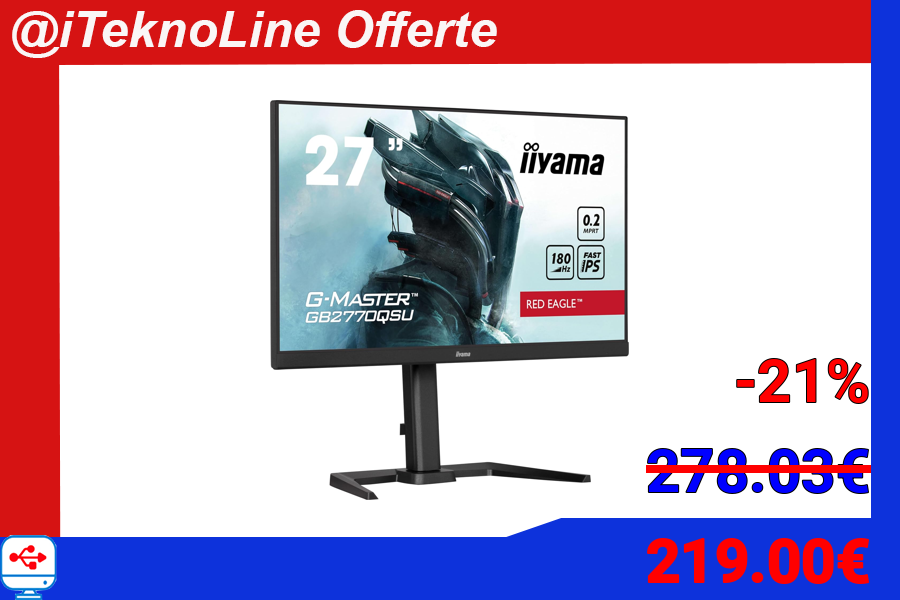 @iTeknoLine Offerte
27"
iiyama
0.2
MPRT
180
Hz
FAST
iPS
G-MASTER™
GB2770QSU
RED EAGLE™
iiyama
-21%
278.03€
219.00€